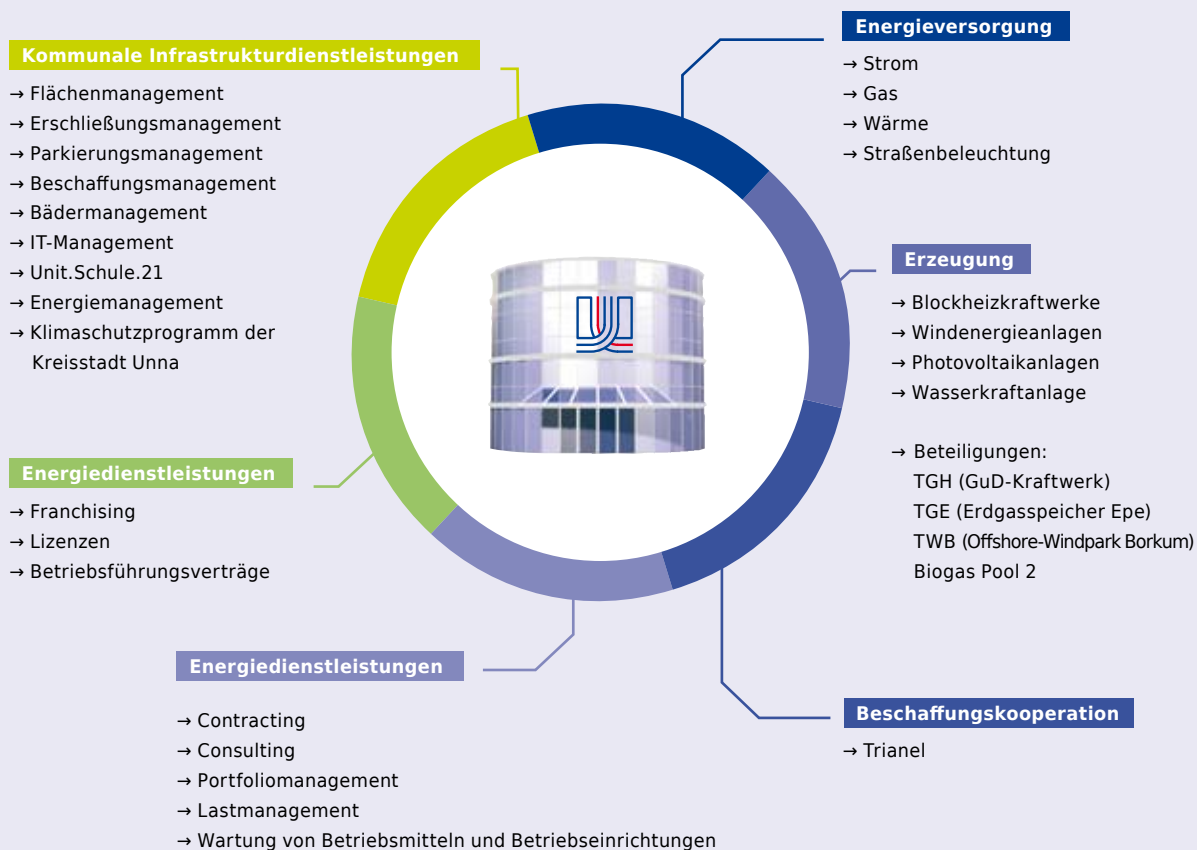 Kommunale Infrastrukturdienstleistungen
→ Flächenmanagement
→ Erschließungsmanagement
→ Parkierungsmanagement
→ Beschaffungsmanagement
→ Bädermanagement
→ IT-Management
→ Unit.Schule.21
→ Energiemanagement
→ Klimaschutzprogramm der
Kreisstadt Unna
Energieversorgung
→ Strom
→ Gas
→ Wärme
→ Straßenbeleuchtung
Erzeugung
→ Blockheizkraftwerke
→ Windenergieanlagen
→ Photovoltaikanlagen
→ Wasserkraftanlage
→ Beteiligungen:
TGH (GuD-Kraftwerk)
TGE (Erdgasspeicher Epe)
TWB (Offshore-Windpark Borkum)
Biogas Pool 2
Energiedienstleistungen
→ Franchising
→ Lizenzen
→ Betriebsführungsverträge
Energiedienstleistungen
→ Contracting
→ Consulting
→ Portfoliomanagement
→ Lastmanagement
→ Wartung von Betriebsmitteln und Betriebseinrichtungen
Beschaffungskooperation
→ Trianel